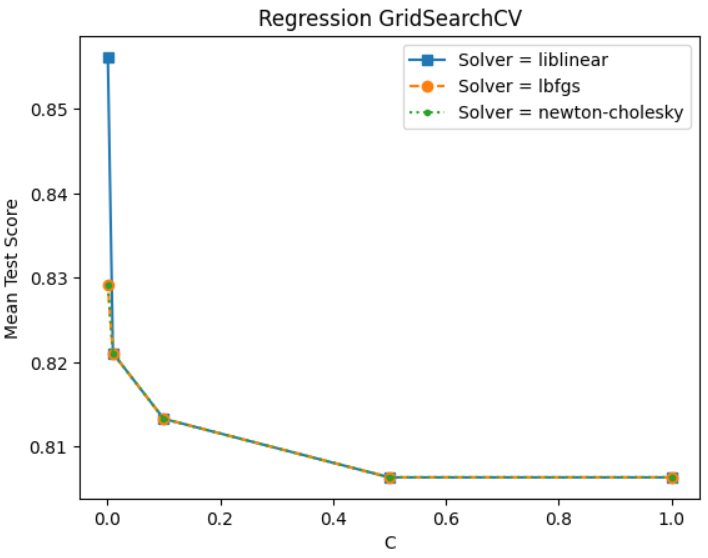 Regression GridSearchCV
Solver = liblinear
Solver = lbfgs
Solver = newton-cholesky
Mean Test Score
0.85
0.84
0.83
0.82
0.81
0.0 0.2 0.4 0.6 0.8 1.0
C